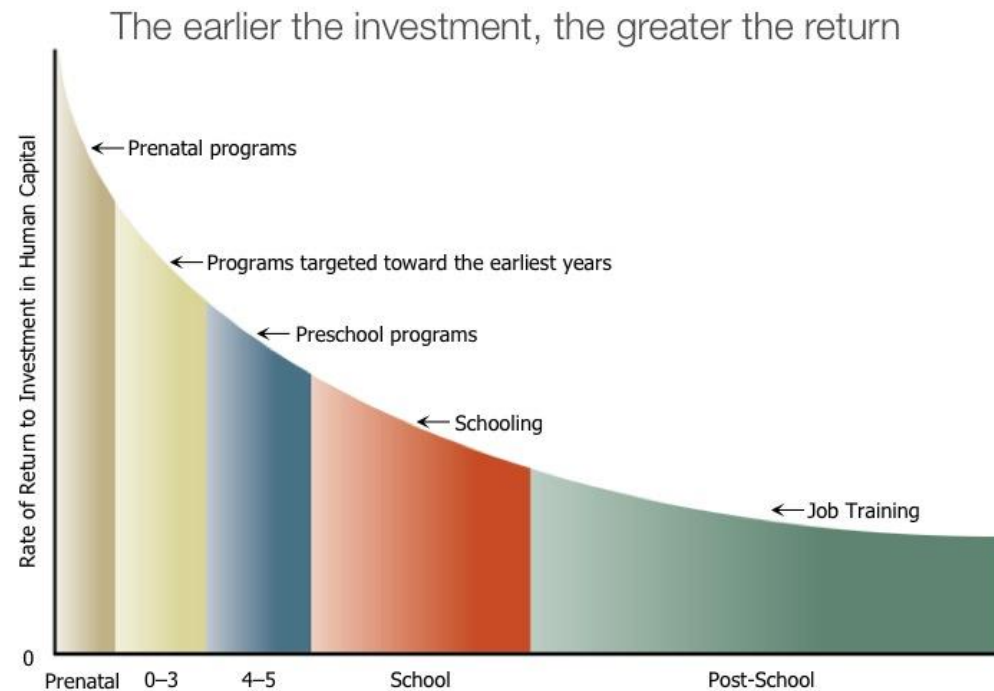 The earlier the investment, the greater the return
Rate of Return to Investment in Human Capital
Prenatal programs
Programs targeted toward the earliest years
Preschool programs
Schooling
Job Training
0
Prenatal
0–3
4–5
School
Post-School